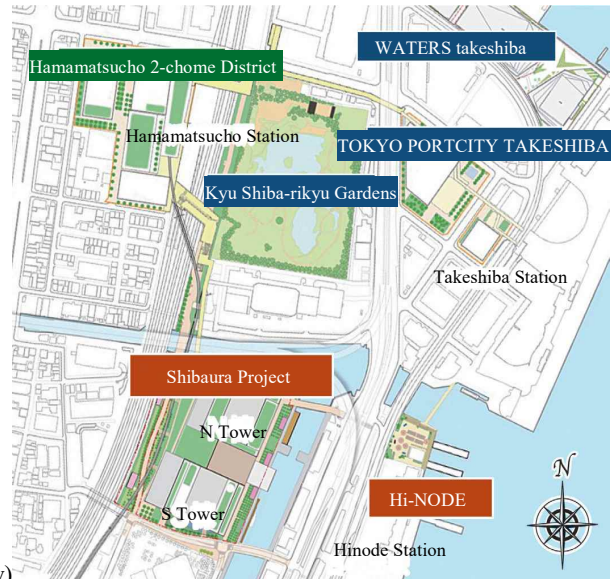 WATERS takeshiba
Hamamatsucho 2-chome District
Hamamatsucho Station
TOKYO PORTCITY TAKESHIBA
Kyu Shiba-rikyu Gardens
Takeshiba Station
Shibaura Project
N Tower
Hi-NODE
S Tower
N
Hinode Station